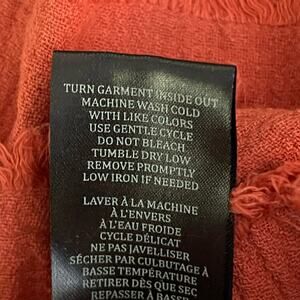 TURN GARMENT INSIDE OUT
MACHINE WASH COLD
WITH LIKE COLORS
USE GENTLE CYCLE
DO NOT BLEACH
TUMBLE DRY LOW
REMOVE PROMPTLY
LOW IRON IF NEEDED
LAVER À LA MACHINE
À L'ENVERS
À L'EAU FROIDE
CYCLE DÉLICAT
NE PAS JAVELLISER
SÉCHER PAR CULBUTAGE À
BASSE TEMPÉRATURE
RETIRER DÈS QUE SEC
REPASSER À BASSE